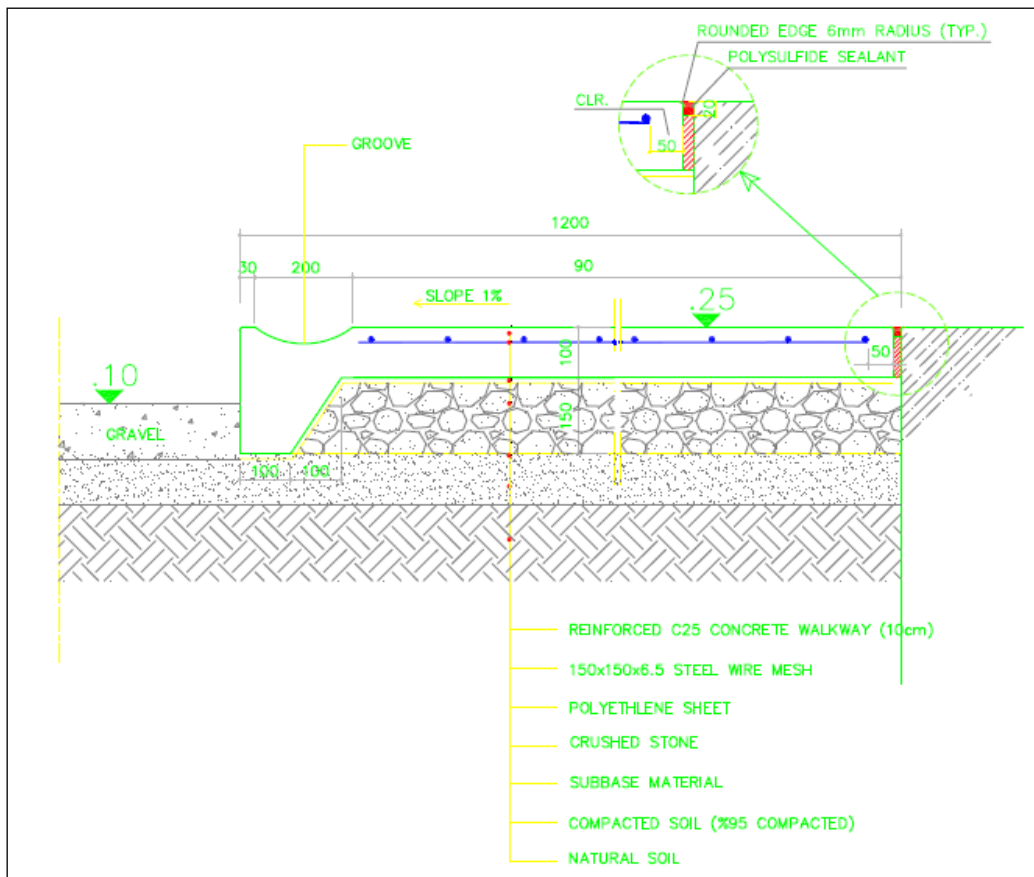 ROUNDED EDGE 6mm RADIUS (TYP.)
POLYSULFIDE SEALANT
CLR.
20
50
GROOVE
1200
30 200 90
SLOPE 1%
.25
100
50
.10
GRAVEL
150
100 100
REINFORCED C25 CONCRETE WALKWAY (10cm)
150x150x6.5 STEEL WIRE MESH
POLYETHLENE SHEET
CRUSHED STONE
SUBBASE MATERIAL
COMPACTED SOIL (%95 COMPACTED)
NATURAL SOIL